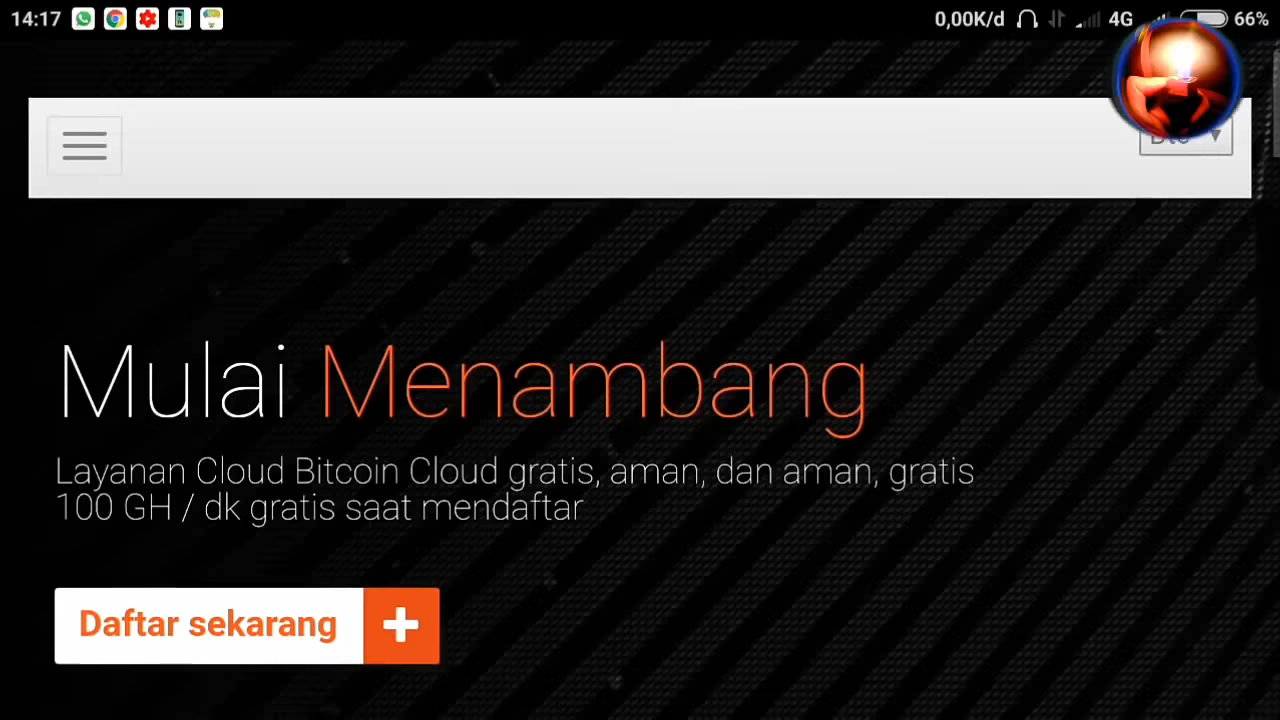 14:17 0,00K/d 4G 66%
Mulai Menambang
Layanan Cloud Bitcoin Cloud gratis, aman, dan aman, gratis
100 GH / dk gratis saat mendaftar
Daftar sekarang